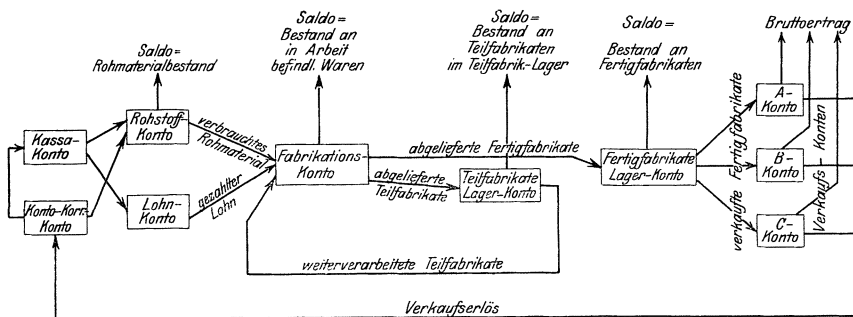 Saldo=
Rohmaterialbestand
Saldo=
Bestand an
in Arbeit
befindl. Waren
Saldo=
Bestand an
Teilfabrikaten
im Teilfabrik-Lager
Saldo=
Bestand an
Fertigfabrikaten
Bruttoertrag
Kassa-
Konto
Konto-Korr.-
Konto
Rohstoff-
Konto
Lohn-
Konto
verbrauchtes
Rohmaterial
gezahlter
Lohn
Fabrikations-
Konto
abgelieferte Fertigfabrikate
abgelieferte
Teilfabrikate
Teilfabrikate
Lager-Konto
weiterverarbeitete Teilfabrikate
Fertigfabrikate
Lager-Konto
verkaufte Fertigfabrikate
A-
Konto
B-
Konto
C-
Konto
Verkaufs-Konten
Verkaufserlös